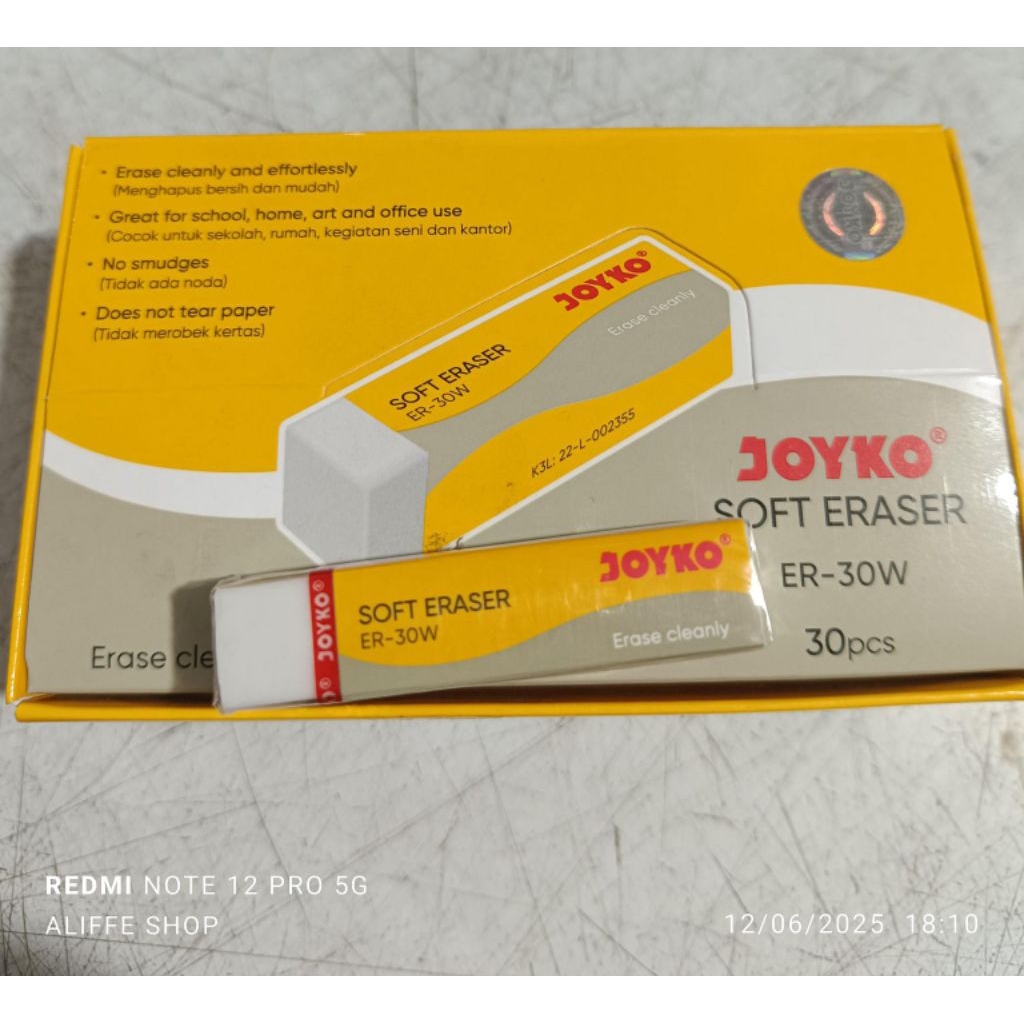 • Erase cleanly and effortlessly
(Menghapus bersih dan mudah)
• Great for school, home, art and office use
(Cocok untuk sekolah, rumah, kegiatan seni dan kantor)
• No smudges
(Tidak ada noda)
• Does not tear paper
(Tidak merobek kertas)
JOYKO®
Erase cleanly
SOFT ERASER
ER-30W
K3L: 22-L-002355
JOYKO®
SOFT ERASER
ER-30W
30pcs
Erase cle
JOYKO®
JOYKO®
SOFT ERASER
ER-30W
Erase cleanly
REDMI NOTE 12 PRO 5G
ALIFFE SHOP
12/06/2025 18:10